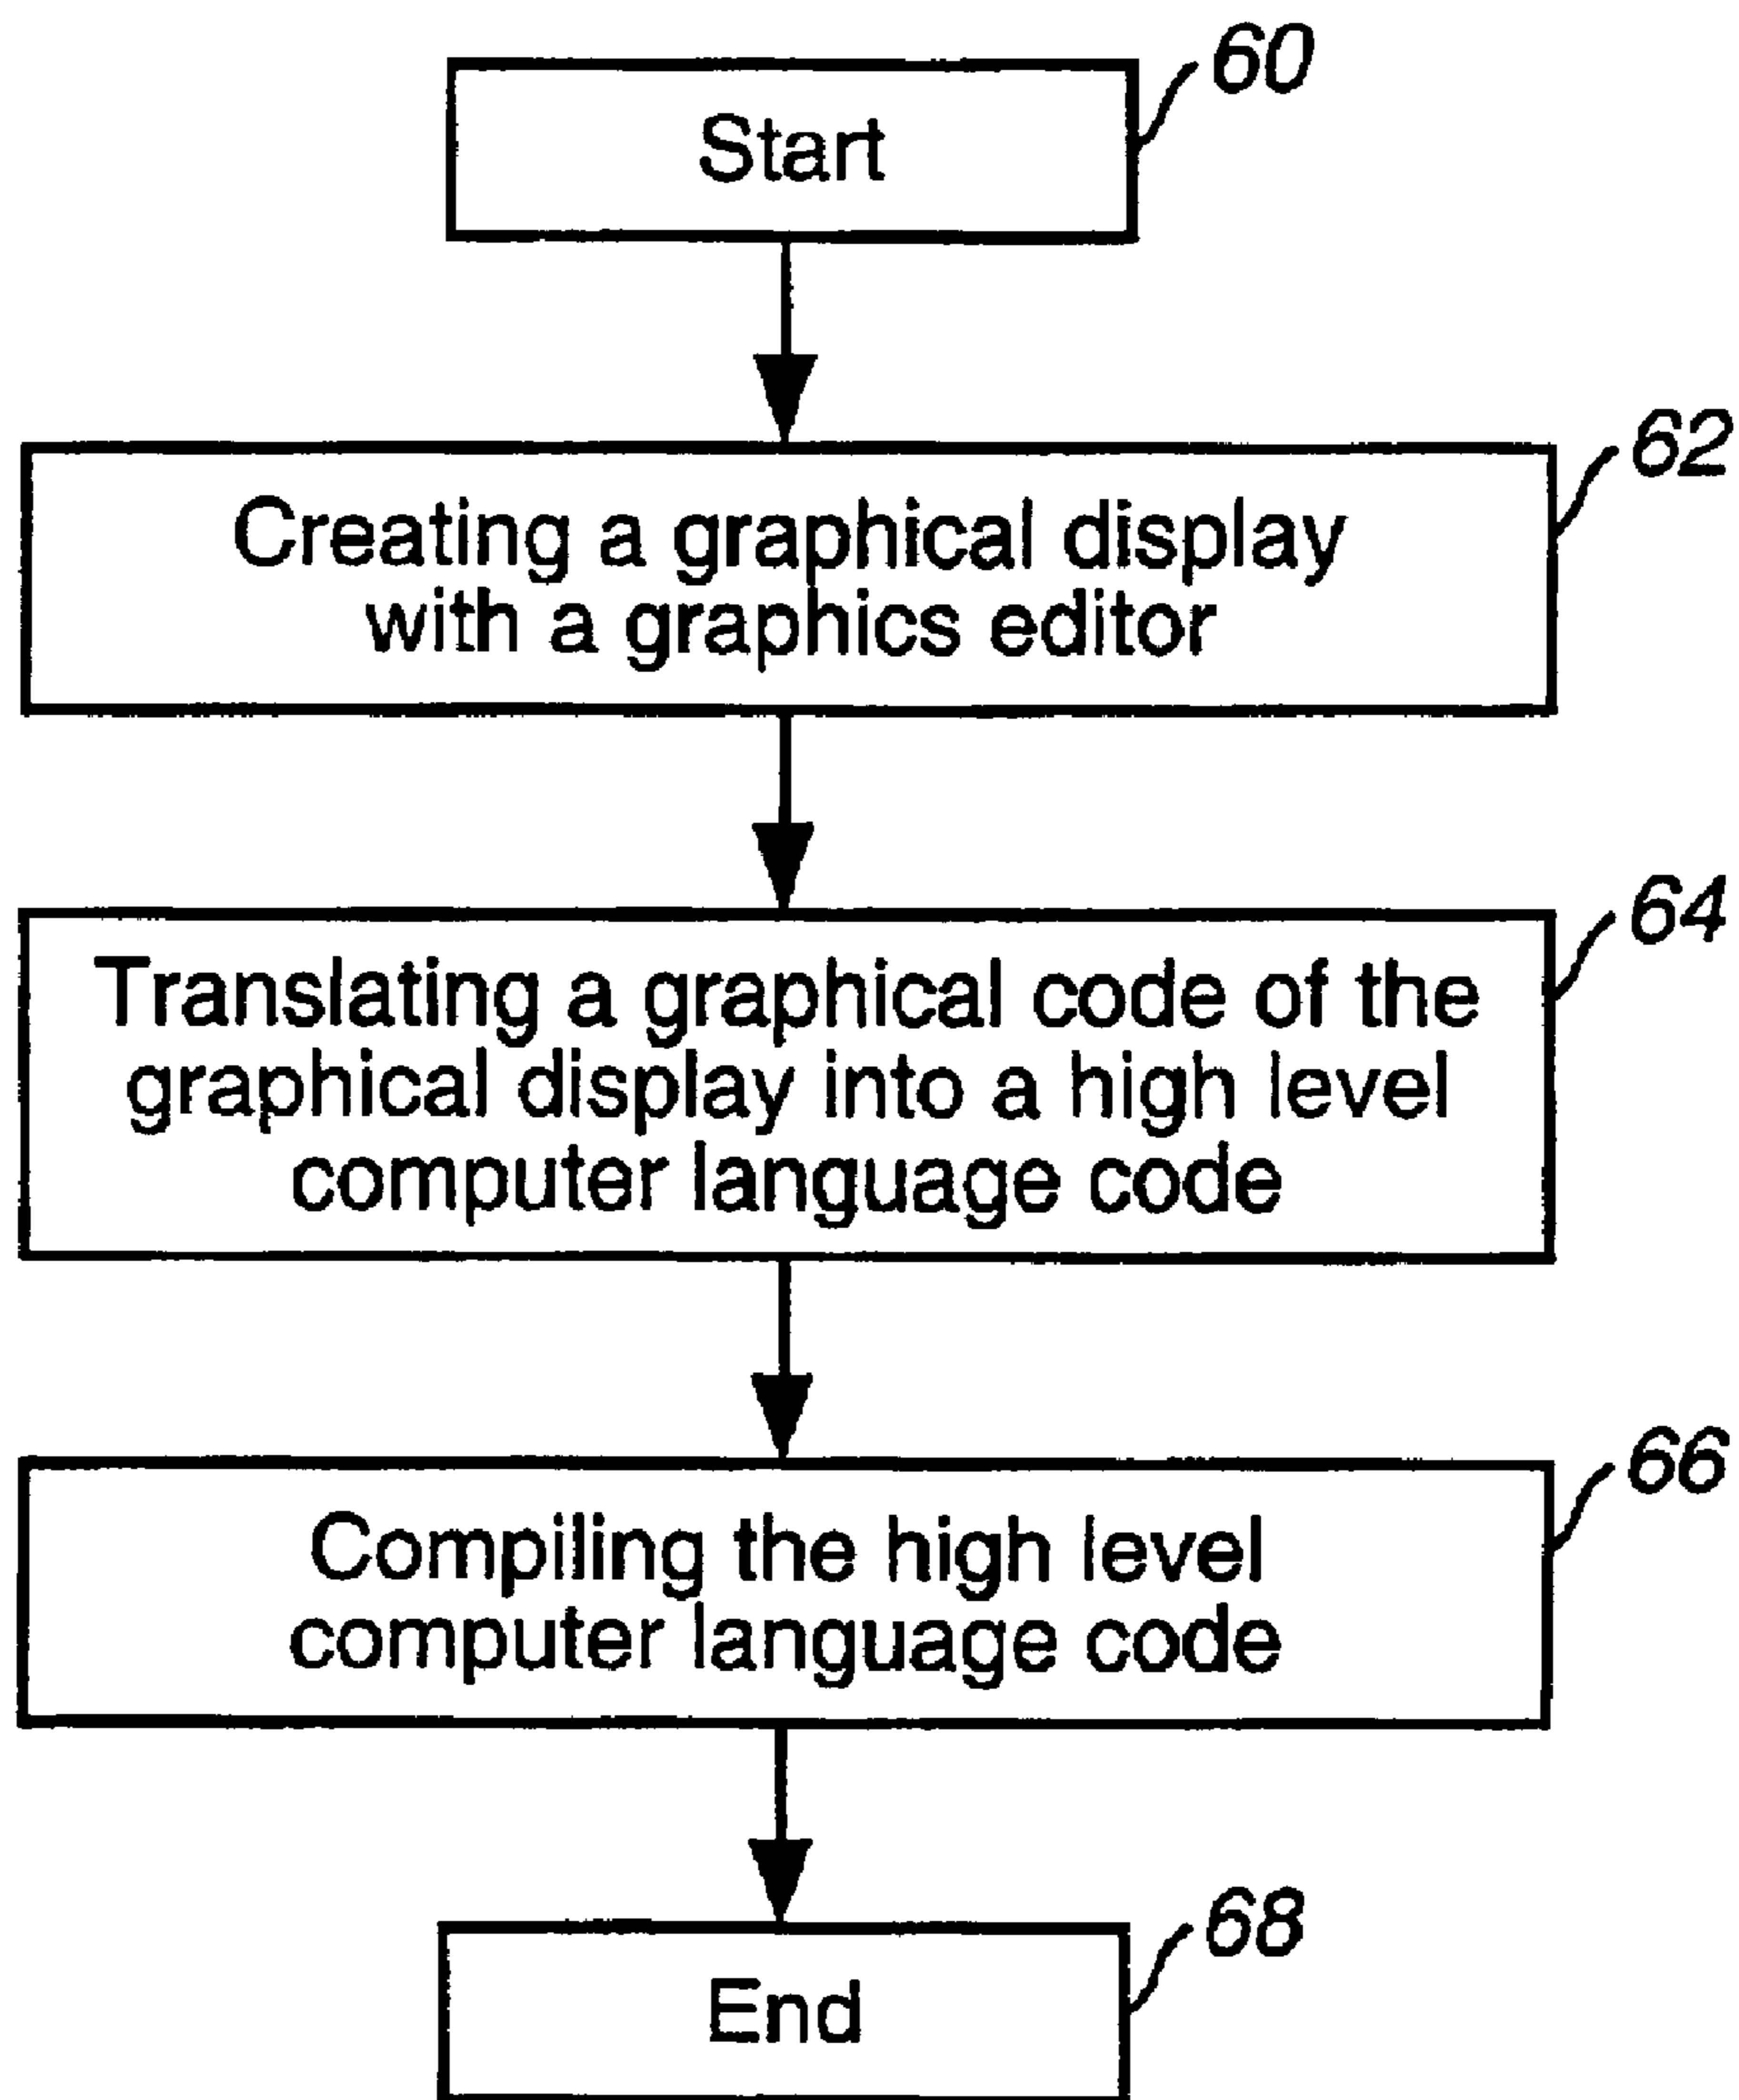 60
Start
62
Creating a graphical display
with a graphics editor
64
Translating a graphical code of the
graphical display into a high level
computer language code
66
Compiling the high level
computer language code
68
End